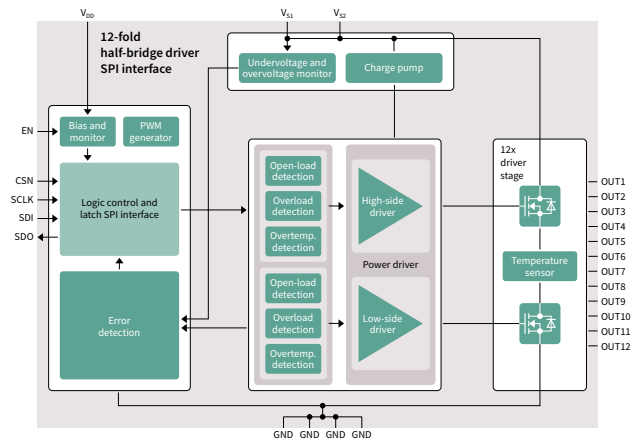 V_DD
V_S1
V_S2
12-fold
half-bridge driver
SPI interface
Undervoltage and
overvoltage monitor
Charge pump
EN
Bias and
monitor
PWM
generator
CSN
SCLK
SDI
SDO
Logic control and
latch SPI interface
Error
detection
Open-load
detection
Overload
detection
Overtemp.
detection
Open-load
detection
Overload
detection
Overtemp.
detection
High-side
driver
Power driver
Low-side
driver
12x
driver
stage
Temperature
sensor
OUT1
OUT2
OUT3
OUT4
OUT5
OUT6
OUT7
OUT8
OUT9
OUT10
OUT11
OUT12
GND GND GND GND